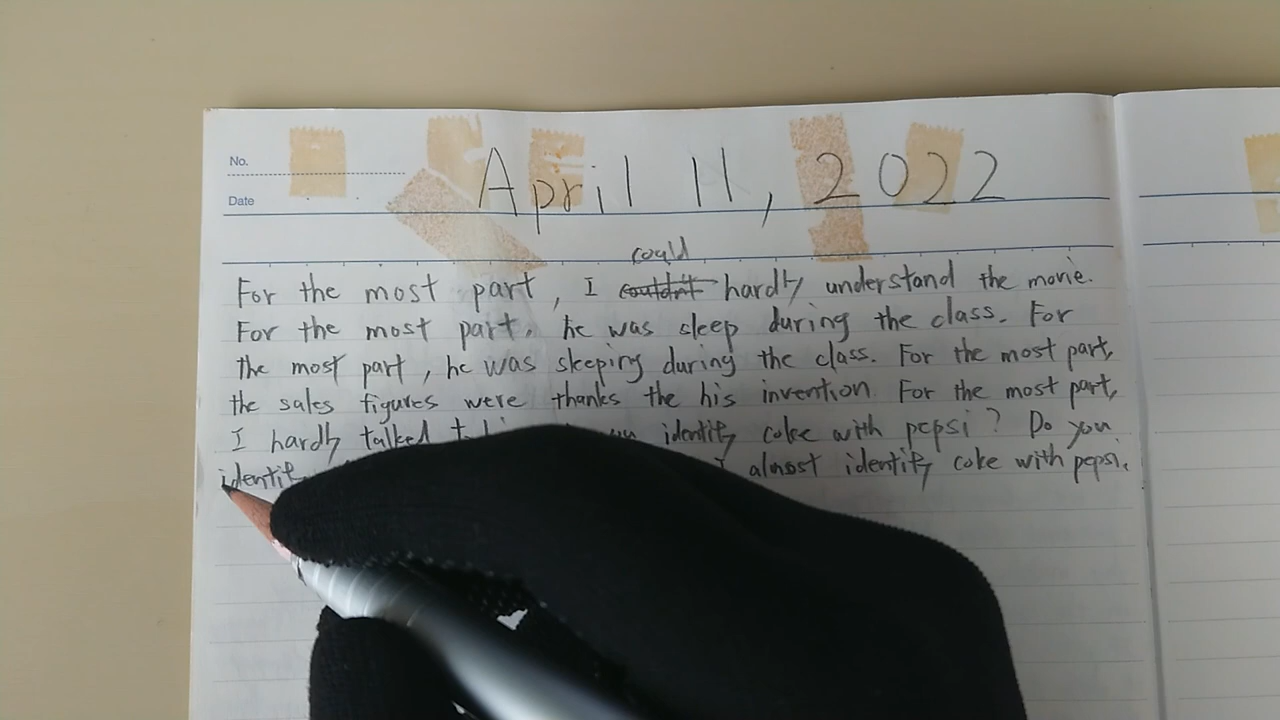 No.
Date
April 11, 2022
could
For the most part, I couldn't hardly understand the movie.
For the most part, he was sleep during the class. For
the most part, he was sleeping during the class. For the most part,
the sales figures were thanks the his invention. For the most part,
I hardly talked identify coke with pepsi? Do you
identify I almost identify coke with pepsi.